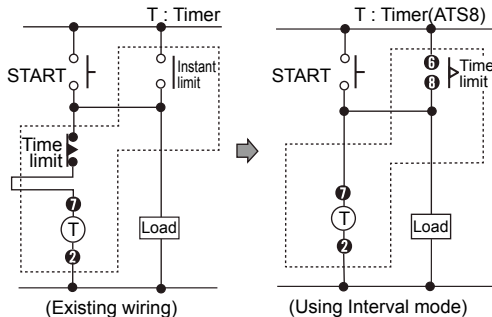 T : Timer
START
Instant
limit
Time
limit
7
T
2
Load
(Existing wiring)
T : Timer(ATS8)
START
6
8
Time
limit
7
T
2
Load
(Using Interval mode)